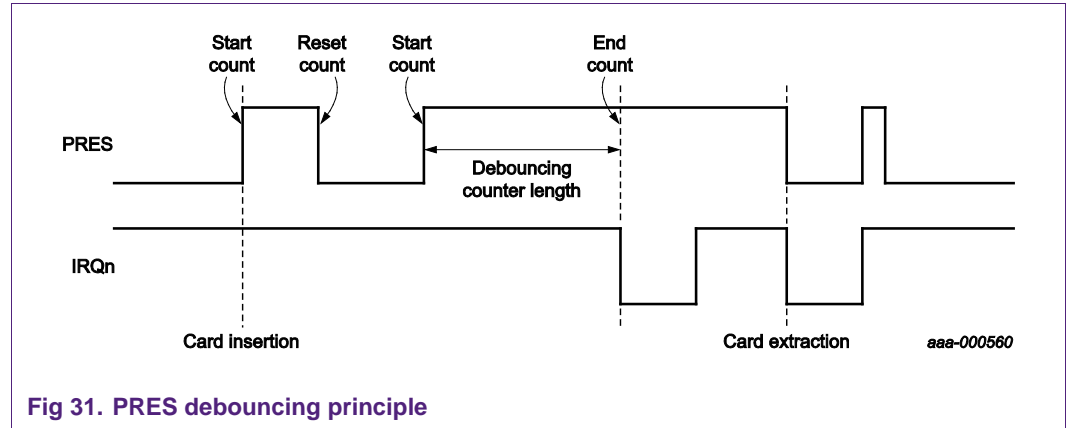 Start
count
Reset
count
Start
count
End
count
PRES
Debouncing
counter length
IRQn
Card insertion
Card extraction
aaa-000560
Fig 31. PRES debouncing principle